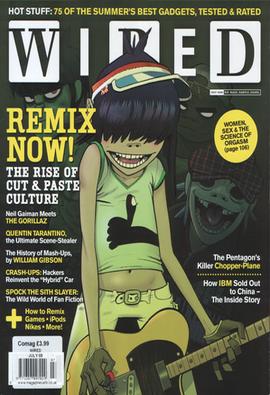 HOT STUFF: 75 OF THE SUMMER'S BEST GADGETS, TESTED & RATED
WIRED
REMIX
NOW!
THE RISE OF
CUT & PASTE
CULTURE
Neil Gaiman Meets
THE GORILLAZ
QUENTIN TARANTINO,
the Ultimate Scene-Stealer
The History of Mash-Ups,
by WILLIAM GIBSON
CRASH-UPS: Hackers
Reinvent the "Hybrid" Car
SPOCK THE SITH SLAYER:
The Wild World of Fan Fiction
+ How to Remix
Games • iPods
Nikes • More!
WOMEN,
SEX & THE
SCIENCE OF
ORGASM
(page 106)
The Pentagon's
Killer Chopper-Plane
How IBM Sold Out
to China –
The Inside Story
Comag £3.99
WIRED
JULY 05